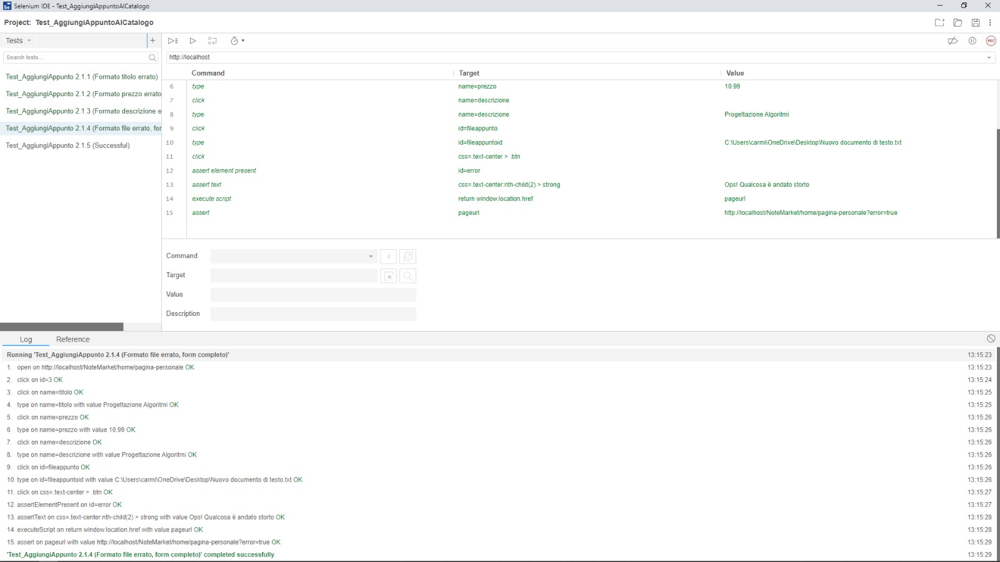 Selenium IDE - Test_AggiungiAppuntoAlCatalogo
Project: Test_AggiungiAppuntoAlCatalogo
Tests
+
REC
Search tests...
http://localhost
Command Target Value
Test_AggiungiAppunto 2.1.1 (Formato titolo errato)
Test_AggiungiAppunto 2.1.2 (Formato prezzo errato
Test_AggiungiAppunto 2.1.3 (Formato descrizione e
Test_AggiungiAppunto 2.1.4 (Formato file errato, for
Test_AggiungiAppunto 2.1.5 (Successful)
6 type name=prezzo 10.99
7 click name=descrizione
8 type name=descrizione Progettazione Algoritmi
9 click id=fileappunto
10 type id=fileappuntoid C:\Users\carmi\OneDrive\Desktop\Nuovo documento di testo.txt
11 click css=.text-center > .btn
12 assert element present id=error
13 assert text css=.text-center:nth-child(2) > strong Ops! Qualcosa è andato storto
14 execute script return window.location.href pageurl
15 assert pageurl http://localhost/NoteMarket/home/pagina-personale?error=true
Command //
Target
Value
Description
Log Reference
Running 'Test_AggiungiAppunto 2.1.4 (Formato file errato, form completo)' 13:15:23
1. open on http://localhost/NoteMarket/home/pagina-personale OK 13:15:23
2. click on id=3 OK 13:15:24
3. click on name=titolo OK 13:15:25
4. type on name=titolo with value Progettazione Algoritmi OK 13:15:25
5. click on name=prezzo OK 13:15:26
6. type on name=prezzo with value 10.99 OK 13:15:26
7. click on name=descrizione OK 13:15:26
8. type on name=descrizione with value Progettazione Algoritmi OK 13:15:26
9. click on id=fileappunto OK 13:15:26
10. type on id=fileappuntoid with value C:\Users\carmi\OneDrive\Desktop\Nuovo documento di testo.txt OK 13:15:26
11. click on css=.text-center > .btn OK 13:15:27
12. assertElementPresent on id=error OK 13:15:27
13. assertText on css=.text-center:nth-child(2) > strong with value Ops! Qualcosa è andato storto OK 13:15:28
14. executeScript on return window.location.href with value pageurl OK 13:15:28
15. assert on pageurl with value http://localhost/NoteMarket/home/pagina-personale?error=true OK 13:15:29
'Test_AggiungiAppunto 2.1.4 (Formato file errato, form completo)' completed successfully 13:15:29